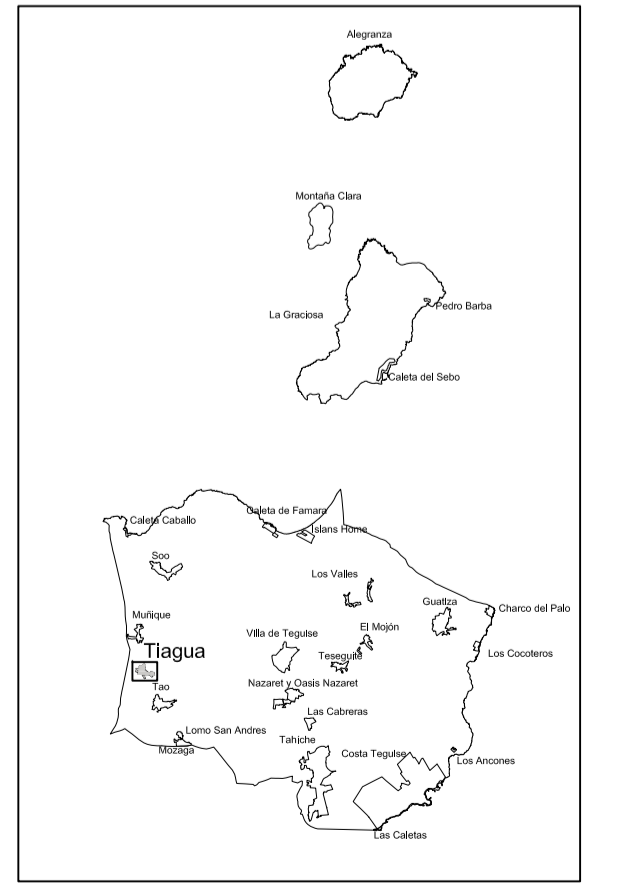 Alegranza
Montaña Clara
La Graciosa
Pedro Barba
Caleta del Sebo
Caleta de Famara
Caleta Caballo
Islans Home
Soo
Los Valles
Guatiza
Charco del Palo
Muñique
El Mojón
Villa de Teguise
Tiagua
Teseguite
Los Cocoteros
Tao
Nazaret y Oasis Nazaret
Las Cabreras
Lomo San Andres
Mozaga
Tahiche
Costa Teguise
Los Ancones
Las Caletas